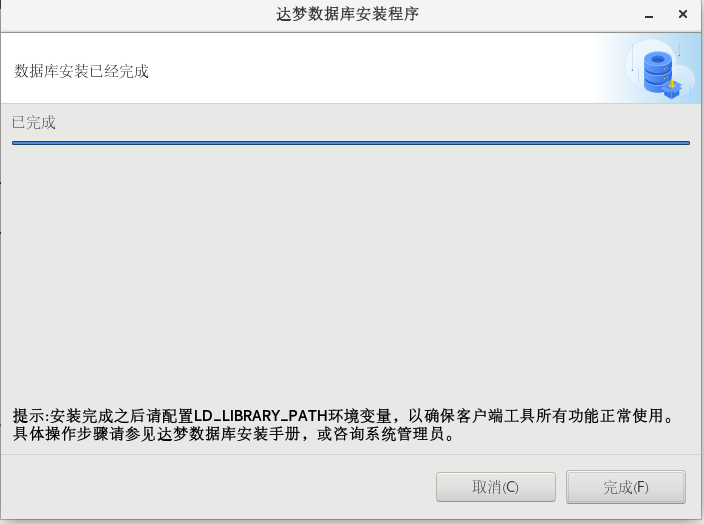 达梦数据库安装程序
数据库安装已经完成
已完成
提示:安装完成之后请配置LD_LIBRARY_PATH环境变量，以确保客户端工具所有功能正常使用。
具体操作步骤请参见达梦数据库安装手册，或咨询系统管理员。
取消(C)
完成(F)